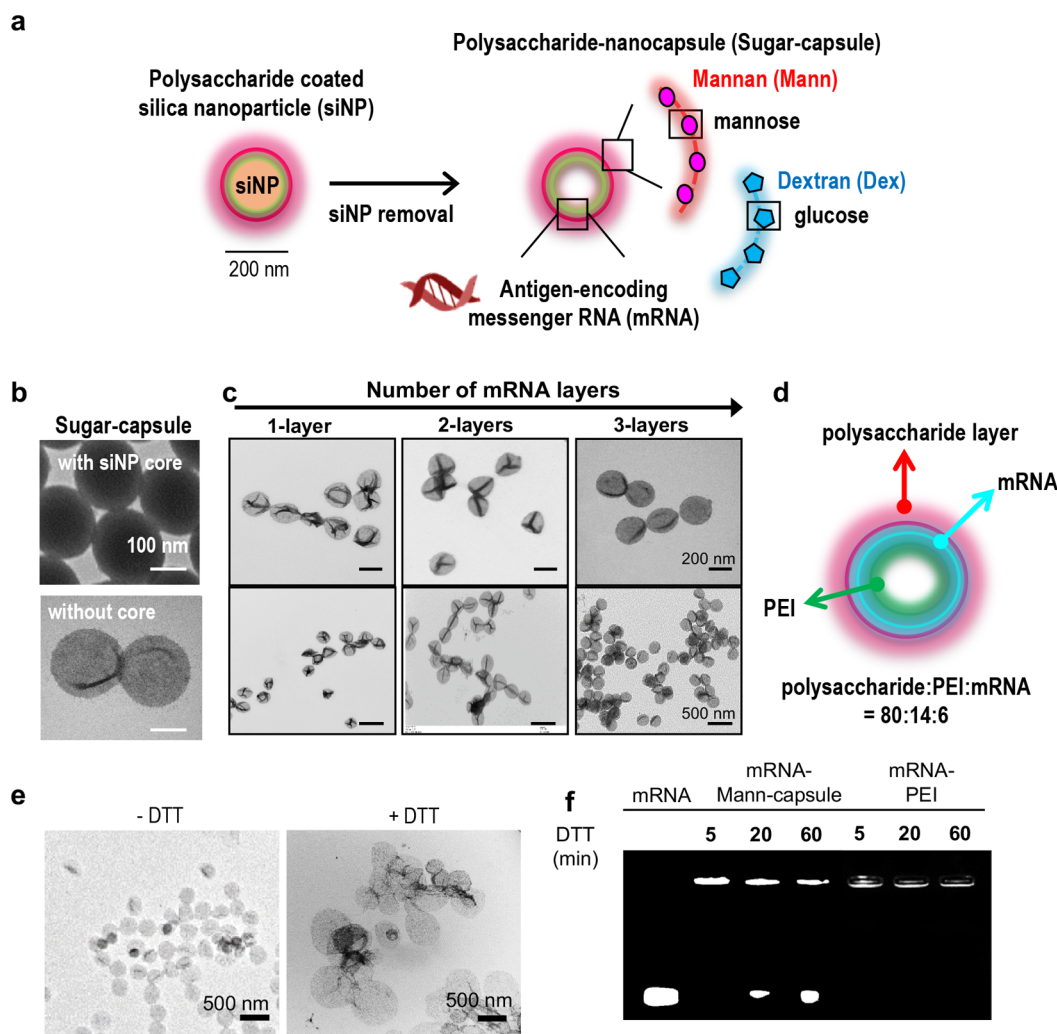 a
Polysaccharide-nanocapsule (Sugar-capsule)
Polysaccharide coated
silica nanoparticle (siNP)
Mannan (Mann)
mannose
siNP
siNP removal
Dextran (Dex)
glucose
200 nm
Antigen-encoding
messenger RNA (mRNA)
b
Sugar-capsule
with siNP core
100 nm
without core
c
Number of mRNA layers
1-layer
2-layers
3-layers
200 nm
500 nm
d
polysaccharide layer
mRNA
PEI
polysaccharide:PEI:mRNA
= 80:14:6
e
- DTT
+ DTT
500 nm
500 nm
f
mRNA
mRNA-
Mann-capsule
mRNA-
PEI
DTT
(min)
5 20 60 5 20 60